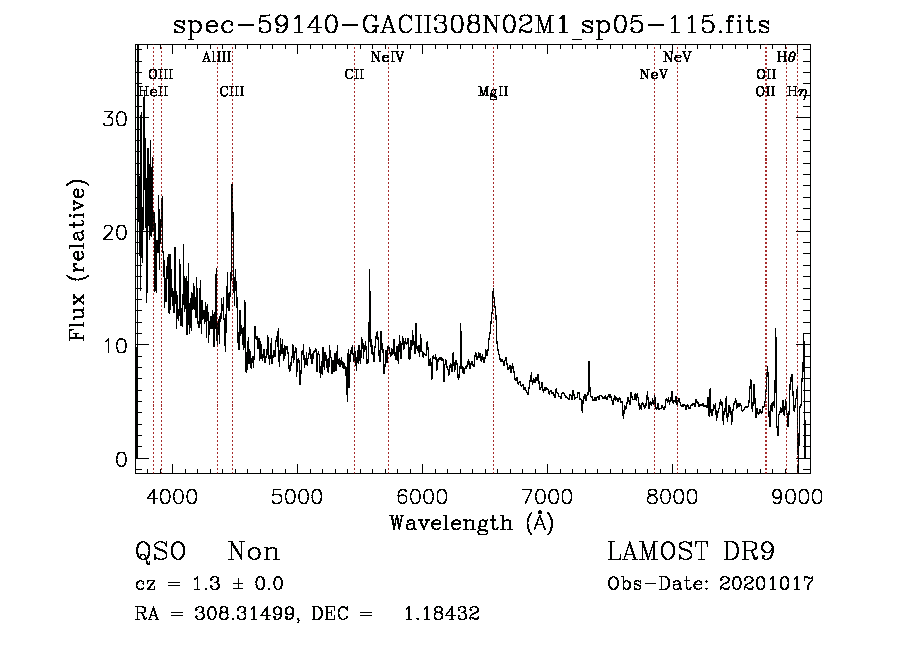 spec-59140-GACII308N02M1_sp05-115.fits
AlIII NeIV NeV Hθ
OIII CII NeV OII
HeII CIII MgII OII Hη
30
20
10
0
Flux (relative)
4000 5000 6000 7000 8000 9000
Wavelength (Å)
QSO Non LAMOST DR9
cz = 1.3 ± 0.0 Obs-Date: 20201017
RA = 308.31499, DEC = 1.18432